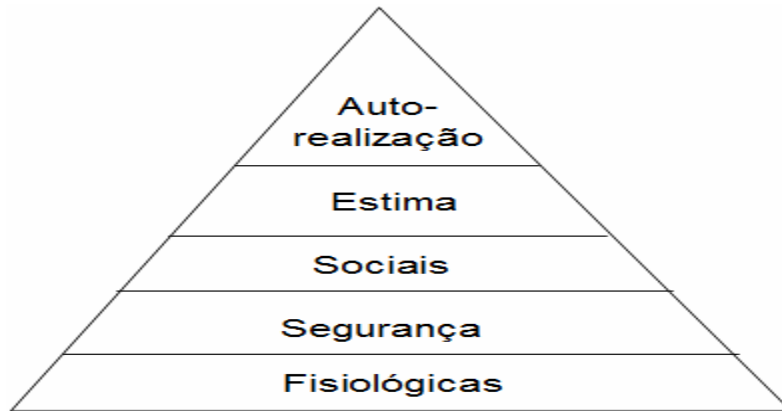 Auto-
realização
Estima
Sociais
Segurança
Fisiológicas